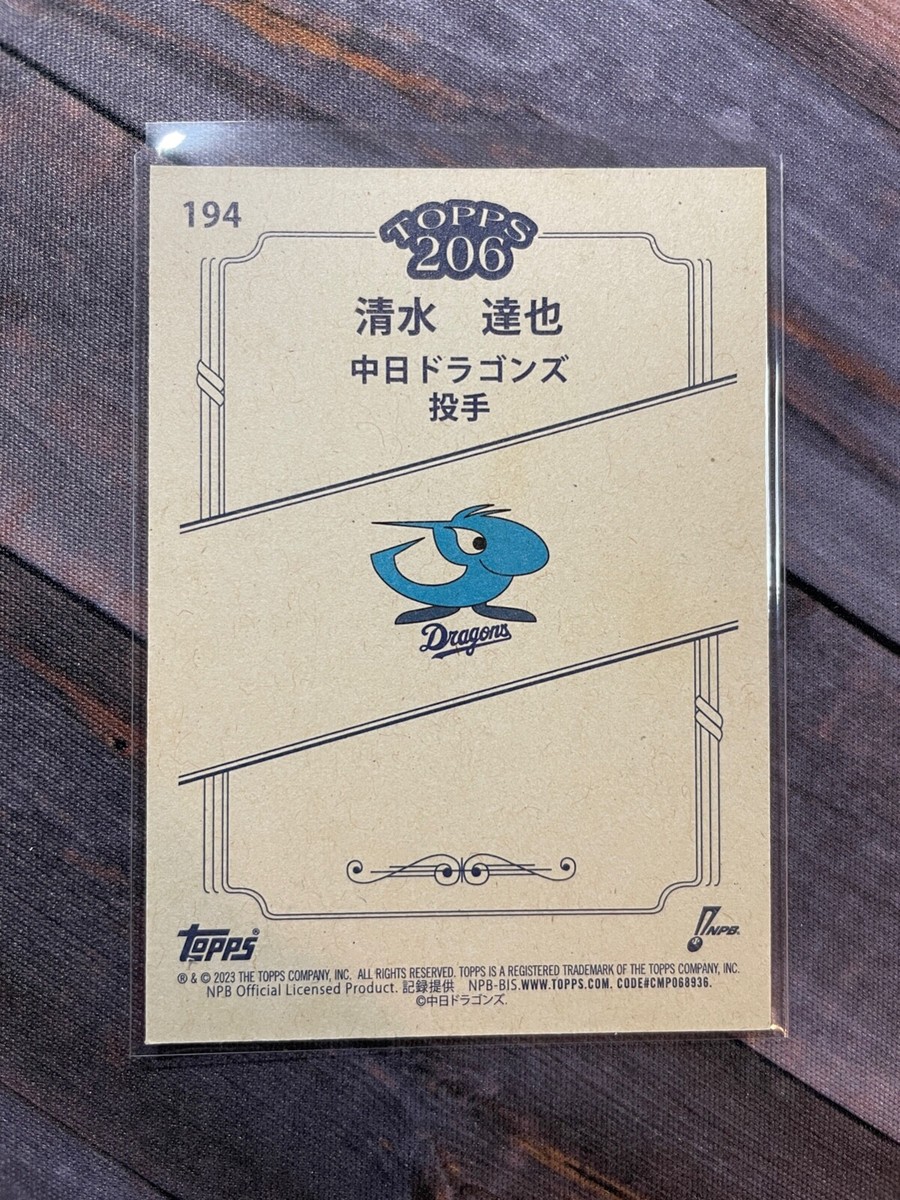 194
TOPPS
206
清水 達也
中日ドラゴンズ
投手
Dragons
TOPPS®
NPB.
® & © 2023 THE TOPPS COMPANY, INC. ALL RIGHTS RESERVED. TOPPS IS A REGISTERED TRADEMARK OF THE TOPPS COMPANY, INC.
NPB Official Licensed Product. 記録提供 NPB-BIS.WWW.TOPPS.COM. CODE#CMP068936.
©中日ドラゴンズ.